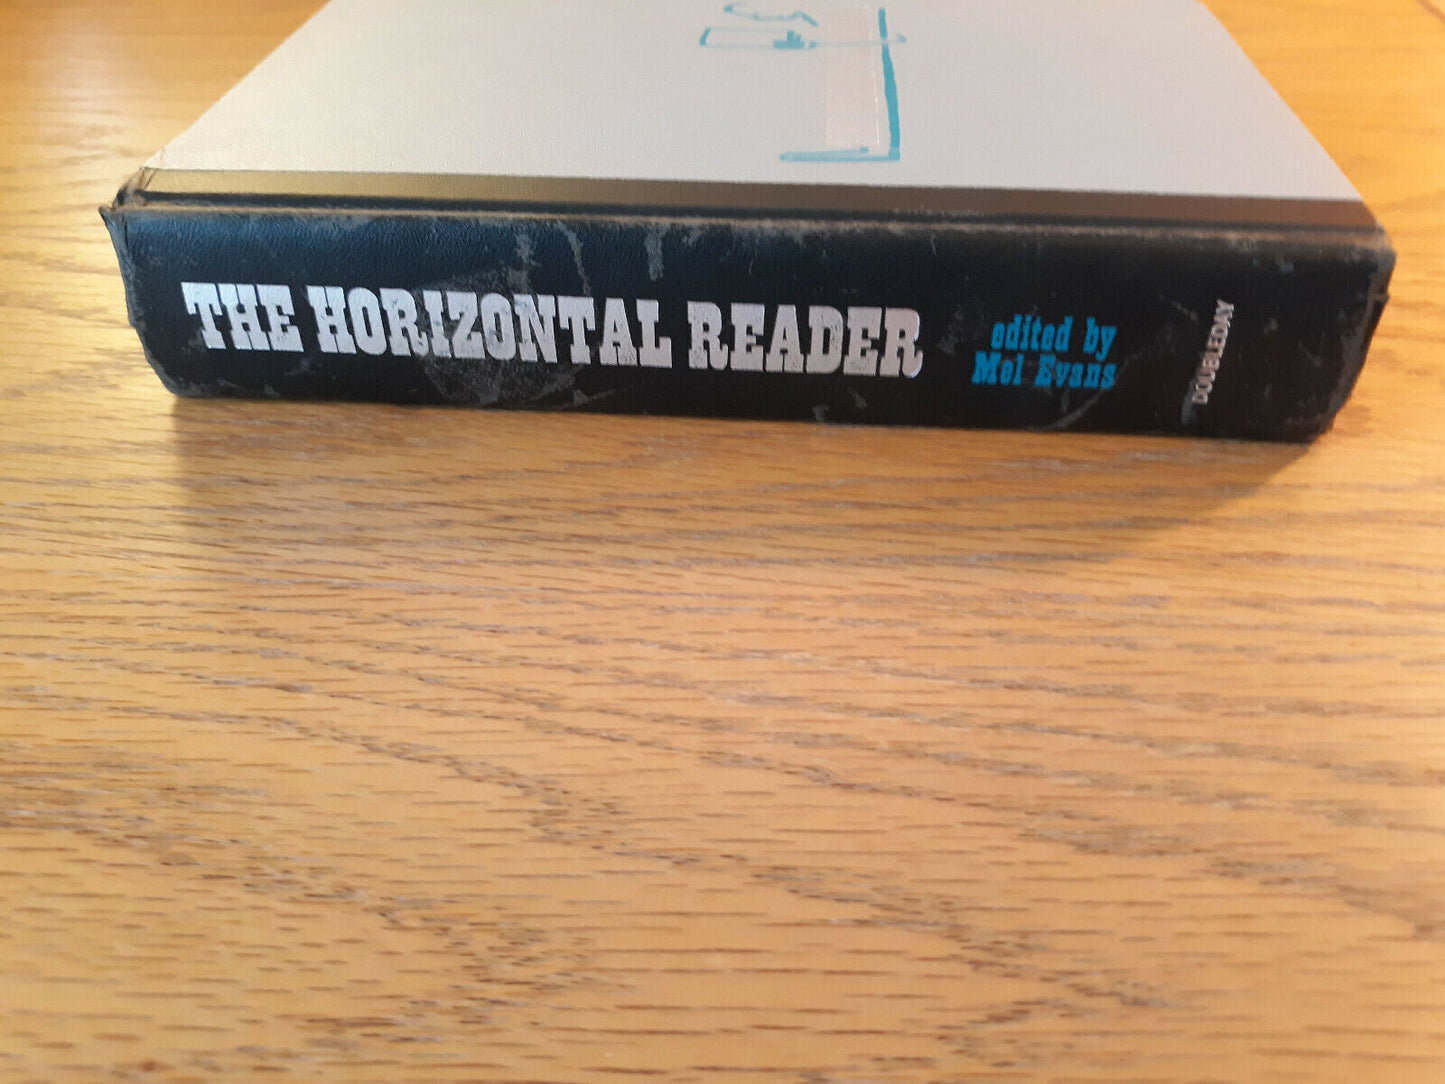 THE HORIZONTAL READER
edited by
Mel Evans
DOUBLEDAY